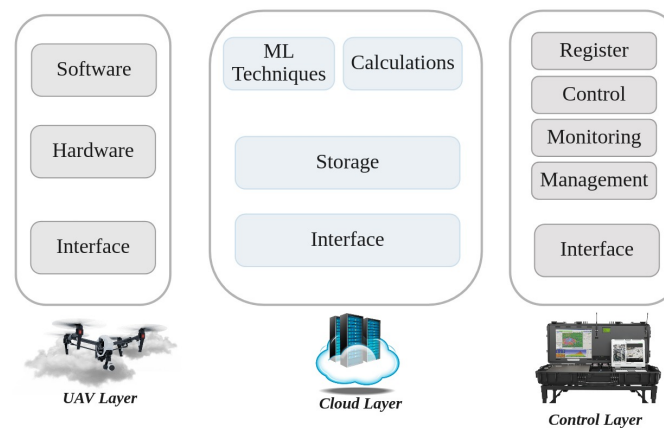 Software
Hardware
Interface
UAV Layer
ML
Techniques
Calculations
Storage
Interface
Cloud Layer
Register
Control
Monitoring
Management
Interface
Control Layer